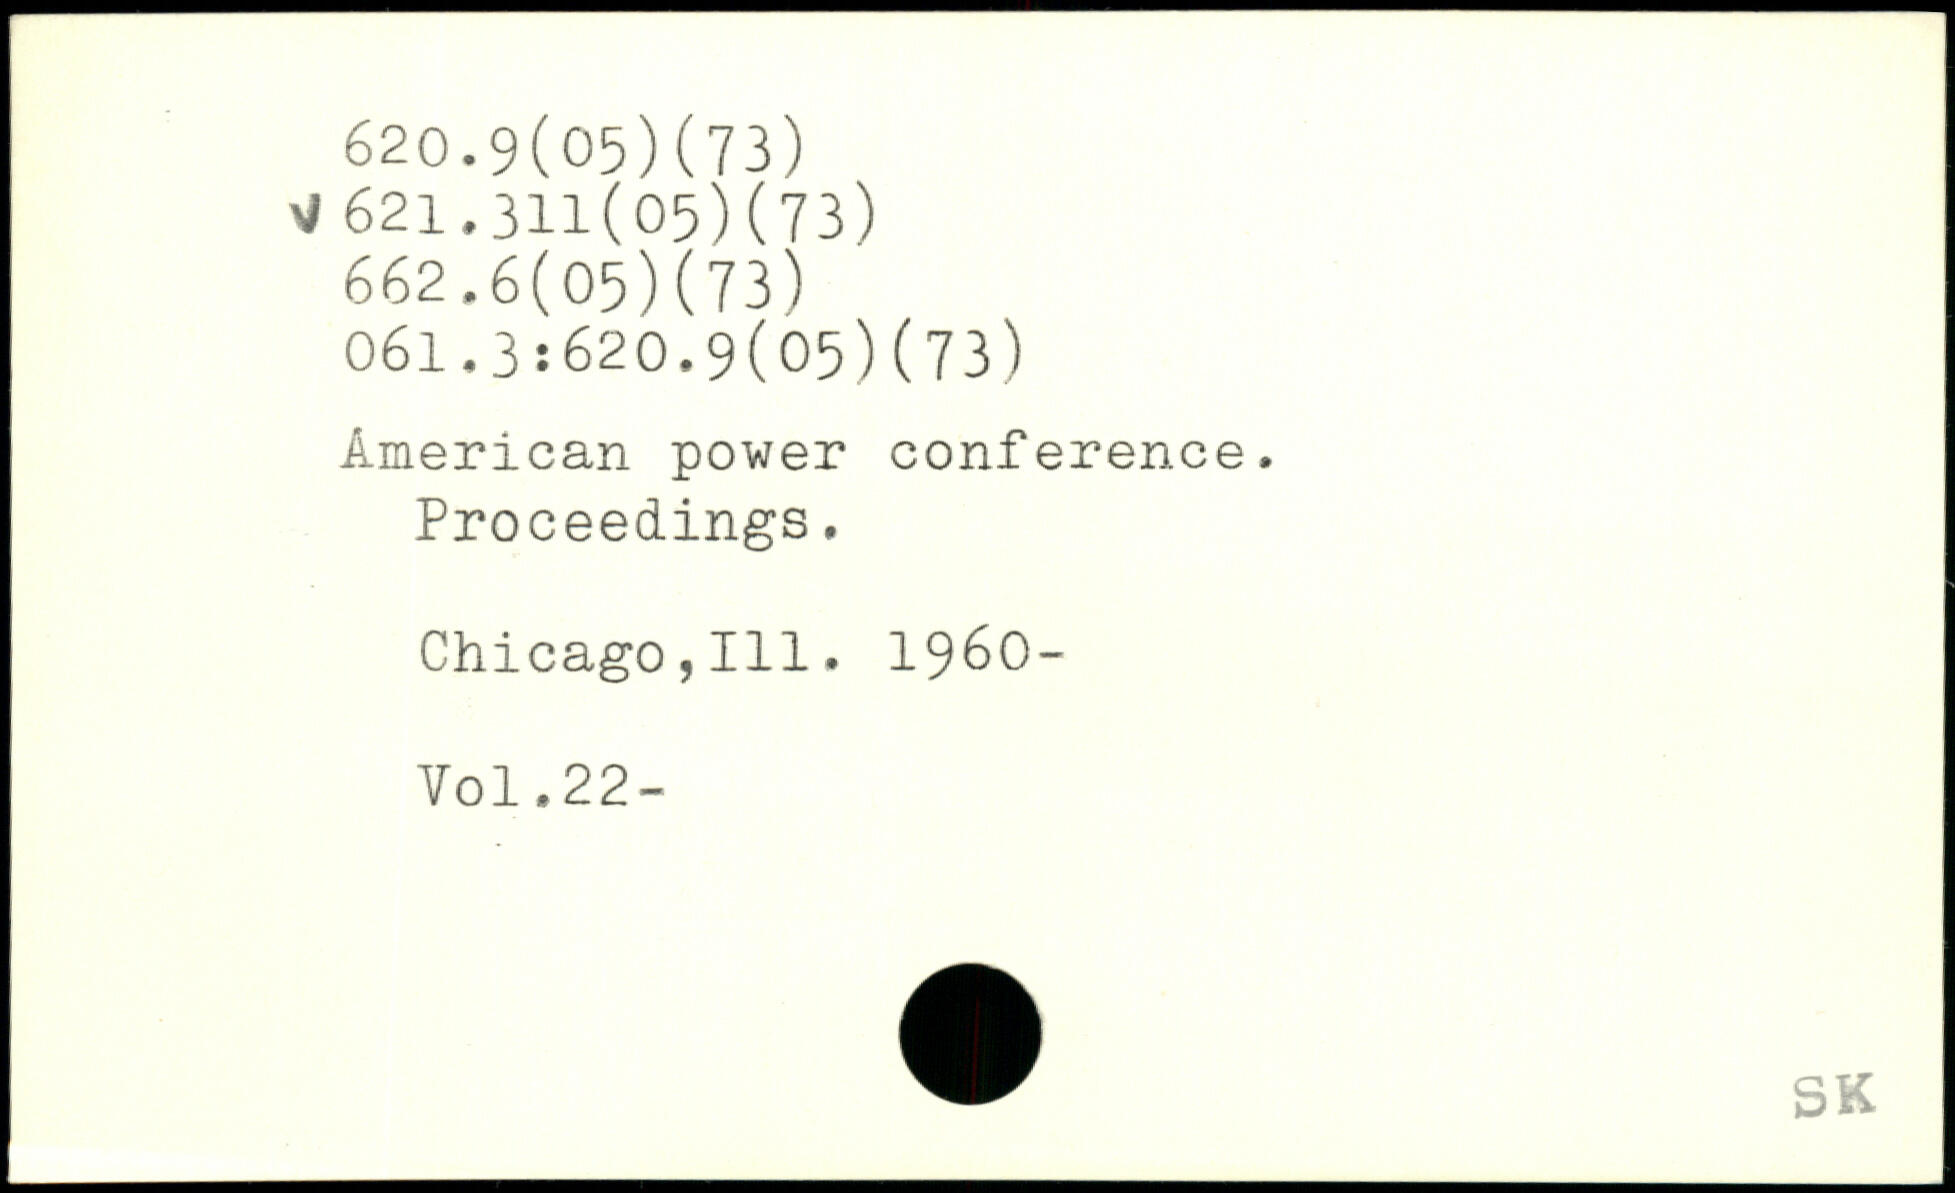 620.9(05)(73)
v 621.311(05)(73)
662.6(05)(73)
061.3:620.9(05)(73)
American power conference.
Proceedings.
Chicago,Ill. 1960-
Vol.22-
SK